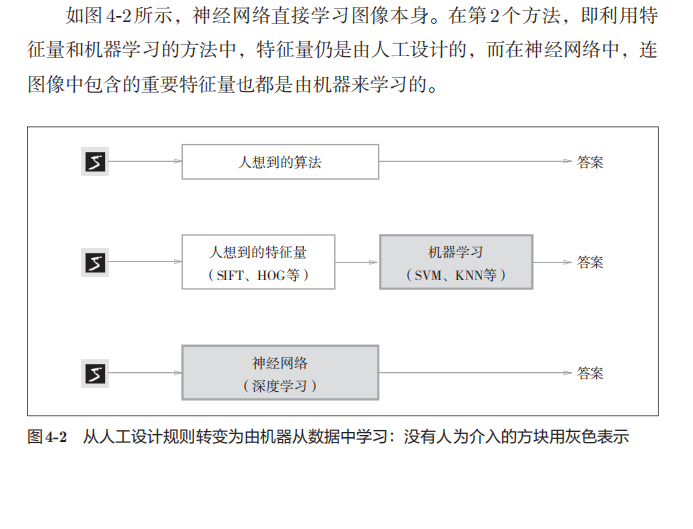 如图4-2所示，神经网络直接学习图像本身。在第2个方法，即利用特
征量和机器学习的方法中，特征量仍是由人工设计的，而在神经网络中，连
图像中包含的重要特征量也都是由机器来学习的。
5
人想到的算法
答案
5
人想到的特征量
（SIFT、HOG等）
机器学习
（SVM、KNN等）
答案
5
神经网络
（深度学习）
答案
图4-2 从人工设计规则转变为由机器从数据中学习：没有人为介入的方块用灰色表示